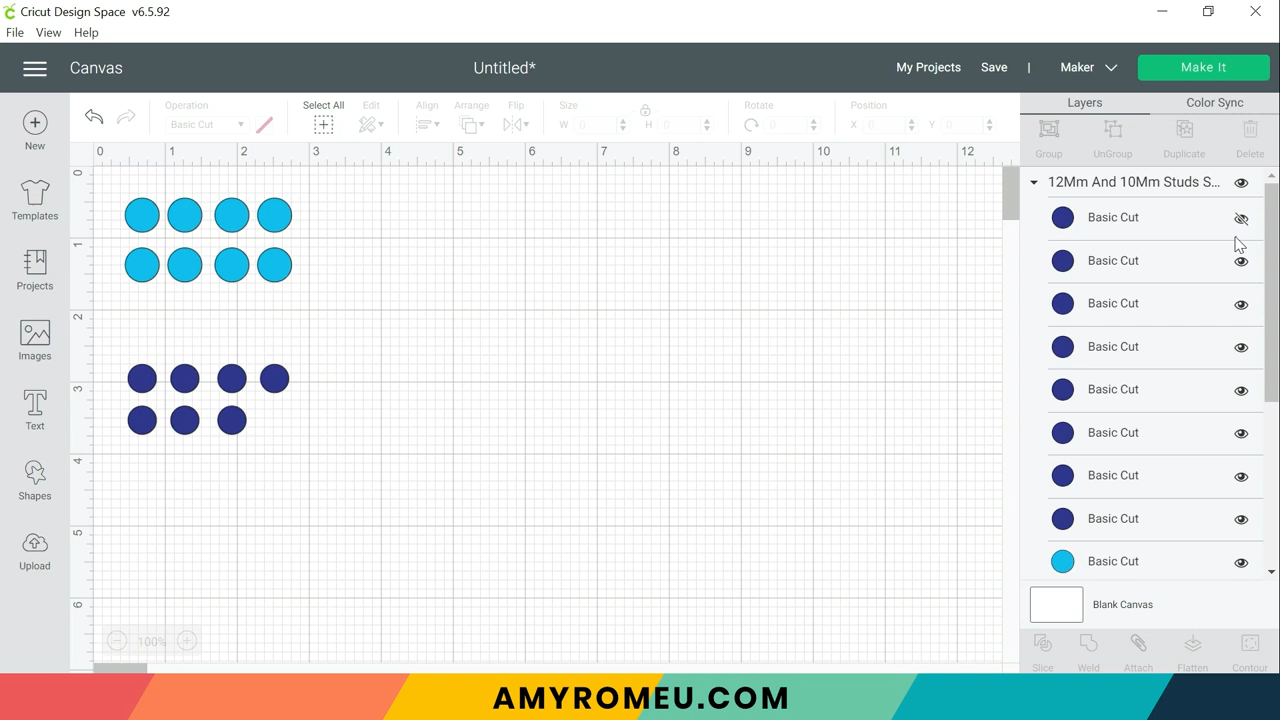 Cricut Design Space v6.5.92
File View Help
Canvas Untitled* My Projects Save | Maker Make It
New
Templates
Projects
Images
Text
Shapes
Upload
Operation Select All Edit Align Arrange Flip Size Rotate Position
Basic Cut W 0 H 0 0 X 0 Y 0
0 1 2 3 4 5 6 7 8 9 10 11 12
0
1
2
3
4
5
6
100%
Layers Color Sync
Group UnGroup Duplicate Delete
12Mm And 10Mm Studs S...
Basic Cut
Basic Cut
Basic Cut
Basic Cut
Basic Cut
Basic Cut
Basic Cut
Basic Cut
Basic Cut
Blank Canvas
Slice Weld Attach Flatten Contour
AMYROMEU.COM